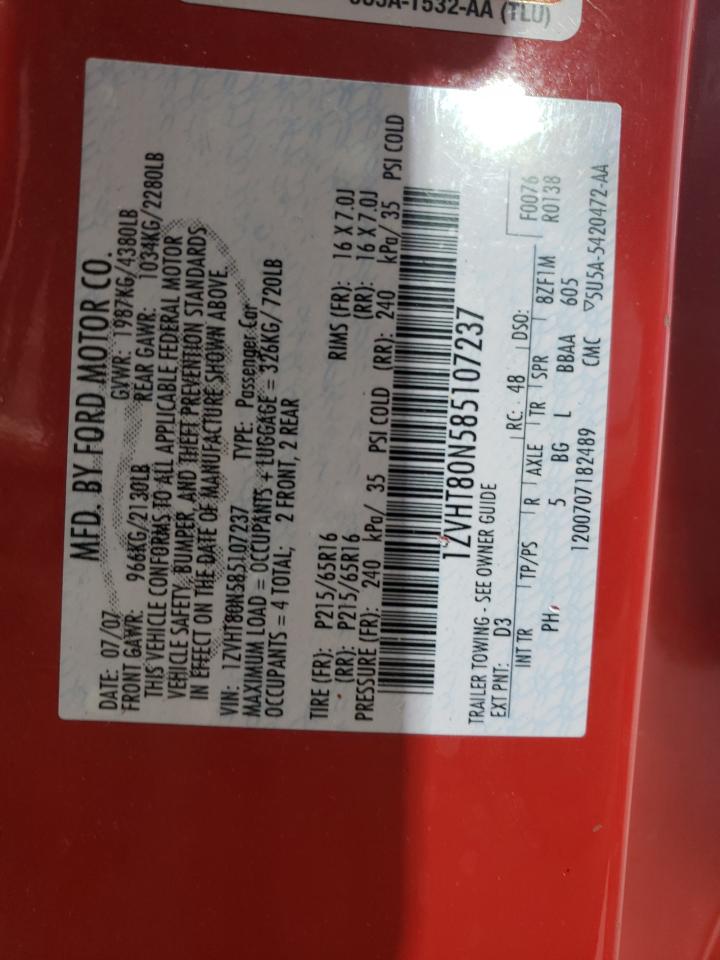 6U5A-1532-AA (TLU)
MFD. BY FORD MOTOR CO.
DATE: 07/07 GVWR: 1987KG/4380LB
FRONT GAWR: 966KG/2130LB REAR GAWR: 1034KG/2280LB
THIS VEHICLE CONFORMS TO ALL APPLICABLE FEDERAL MOTOR
VEHICLE SAFETY, BUMPER, AND THEFT PREVENTION STANDARDS
IN EFFECT ON THE DATE OF MANUFACTURE SHOWN ABOVE.
VIN: 1ZVHT80N585107237 TYPE: Passenger Car
MAXIMUM LOAD = OCCUPANTS + LUGGAGE = 326KG/ 720LB
OCCUPANTS = 4 TOTAL; 2 FRONT, 2 REAR
TIRE (FR): P215/65R16 RIMS (FR): 16 X 7.0J
(RR): P215/65R16 (RR): 16 X 7.0J
PRESSURE (FR): 240 kPa/ 35 PSI COLD (RR): 240 kPa/ 35 PSI COLD
1ZVHT80N585107237
TRAILER TOWING - SEE OWNER GUIDE F0076
EXT PNT: D3 RC: 48 DSO: R0138
INT TR TP/PS R AXLE TR SPR 8ZF1M
PH 5 BG L BBAA 605
1200707182489 CMC ▽5U5A-5420472-AA